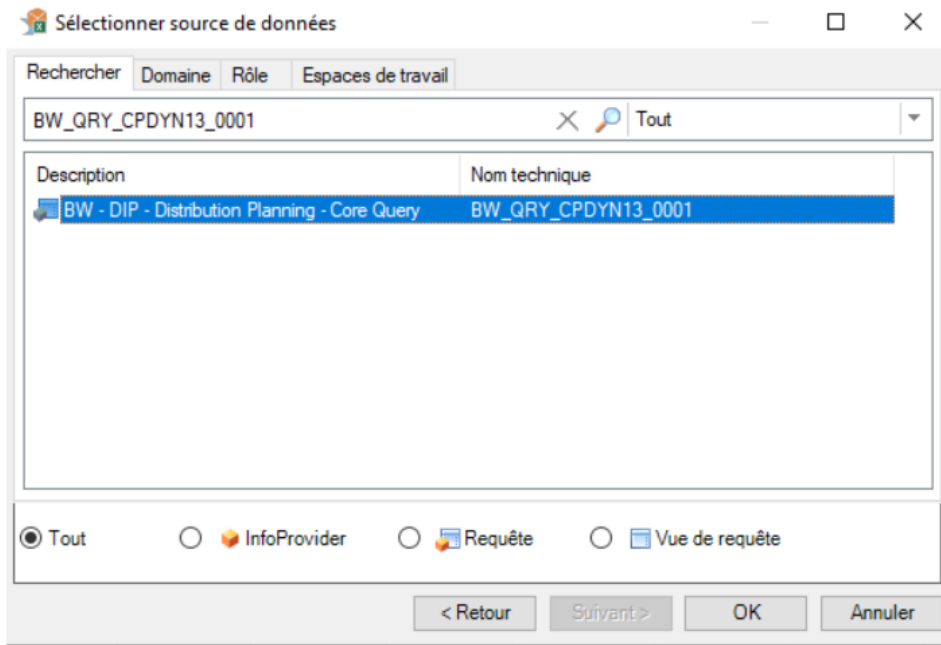 Sélectionner source de données
Rechercher Domaine Rôle Espaces de travail
BW_QRY_CPDYN13_0001 Tout
Description Nom technique
BW - DIP - Distribution Planning - Core Query BW_QRY_CPDYN13_0001
Tout InfoProvider Requête Vue de requête
< Retour Suivant > OK Annuler